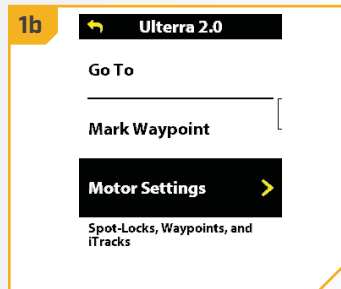 1b
Ulterra 2.0
Go To
Mark Waypoint
Motor Settings
Spot-Locks, Waypoints, and
iTracks